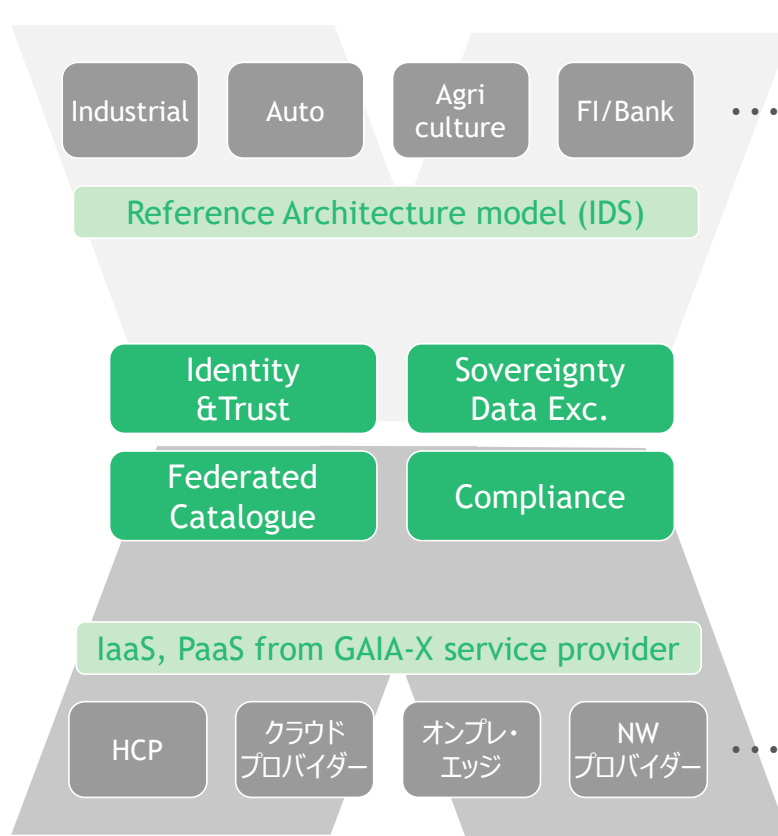 Industrial
Auto
Agri
culture
FI/Bank
・・・
Reference Architecture model (IDS)
Identity
&Trust
Sovereignty
Data Exc.
Federated
Catalogue
Compliance
IaaS, PaaS from GAIA-X service provider
HCP
クラウド
プロバイダー
オンプレ・
エッジ
NW
プロバイダー
・・・